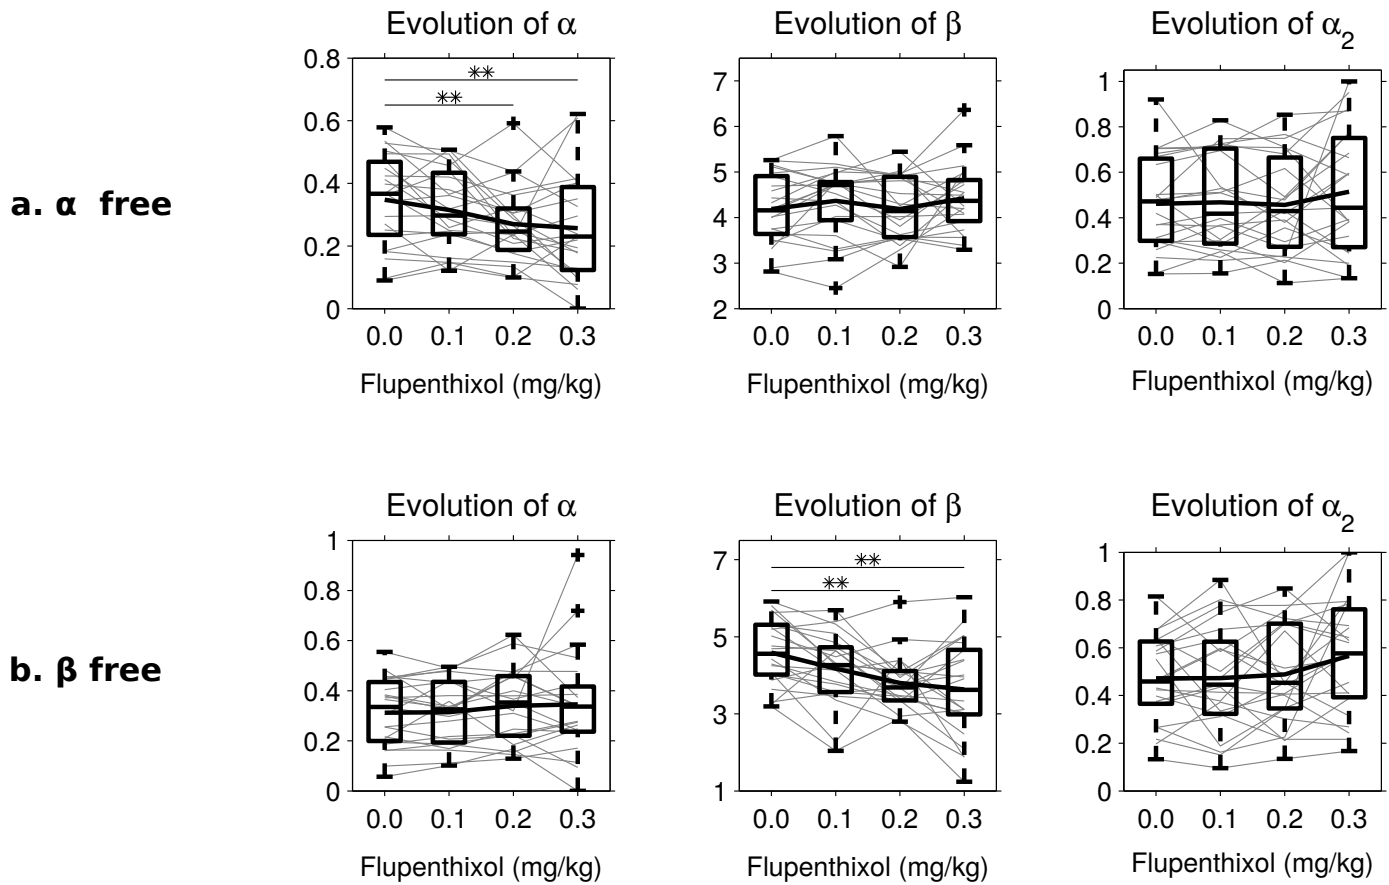 Evolution of α
Evolution of β
Evolution of α2
a. α free
0.8
0.6
0.4
0.2
0
**
**
0.0 0.1 0.2 0.3
Flupenthixol (mg/kg)
7
6
5
4
3
2
0.0 0.1 0.2 0.3
Flupenthixol (mg/kg)
1
0.8
0.6
0.4
0.2
0
0.0 0.1 0.2 0.3
Flupenthixol (mg/kg)
Evolution of α
Evolution of β
Evolution of α2
b. β free
1
0.8
0.6
0.4
0.2
0
0.0 0.1 0.2 0.3
Flupenthixol (mg/kg)
7
5
3
1
**
**
0.0 0.1 0.2 0.3
Flupenthixol (mg/kg)
1
0.8
0.6
0.4
0.2
0
0.0 0.1 0.2 0.3
Flupenthixol (mg/kg)